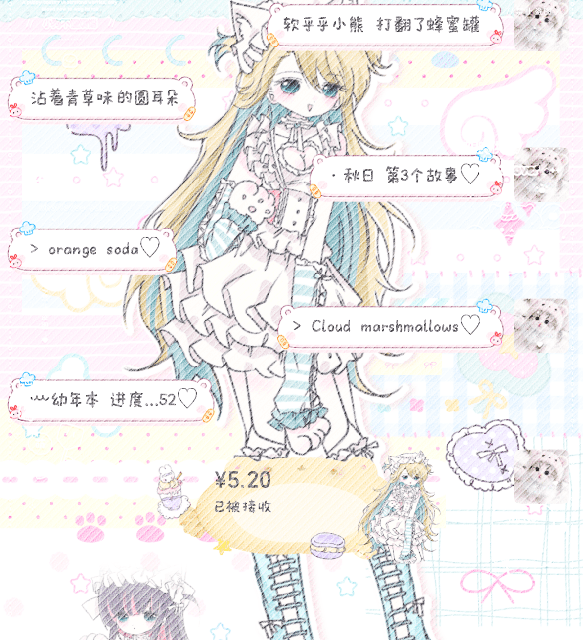 软乎乎小熊 打翻了蜂蜜罐
沾着青草味的圆耳朵
· 秋日 第3个故事♡
> orange soda♡
> Cloud marshmallows♡
幼年本 进度...52♡
¥5.20
已被接收